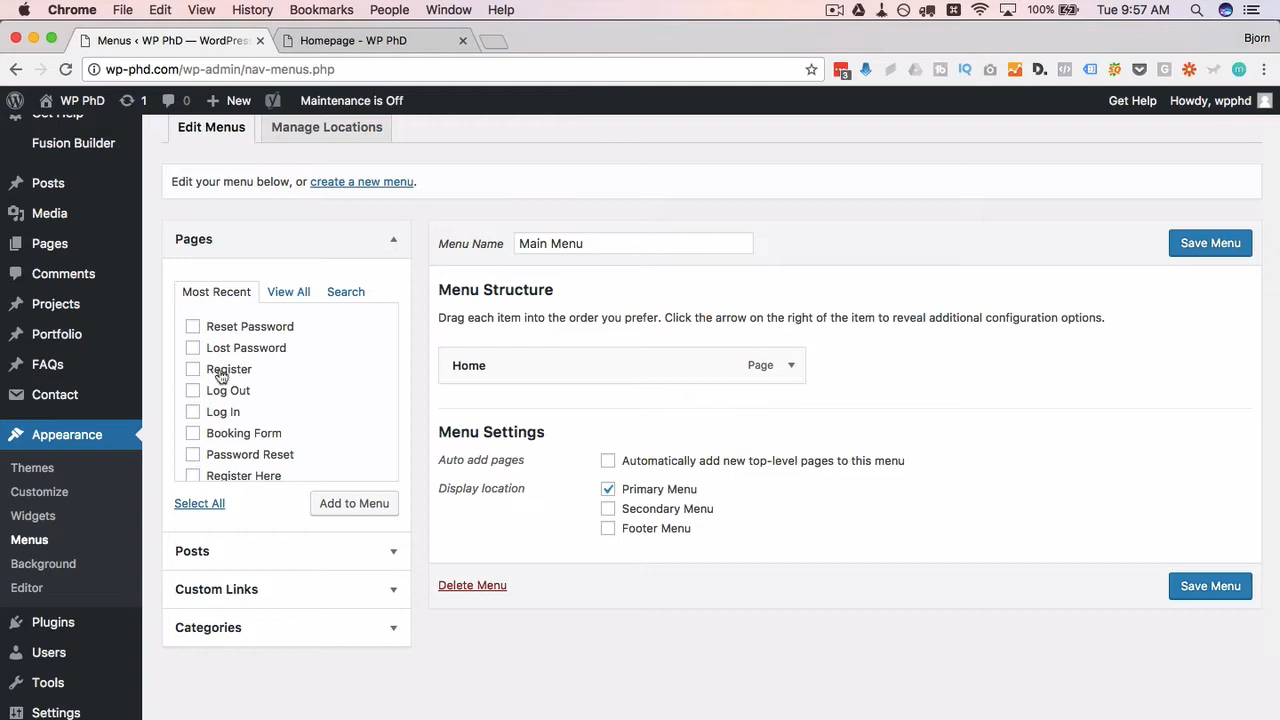 Chrome File Edit View History Bookmarks People Window Help 100% Tue 9:57 AM
Menus ‹ WP PhD — WordPress Homepage - WP PhD Bjorn
wp-phd.com/wp-admin/nav-menus.php 3
WP PhD 1 0 New Maintenance is Off Get Help Howdy, wpphd
Get Help
Fusion Builder
Posts
Media
Pages
Comments
Projects
Portfolio
FAQs
Contact
Appearance
Themes
Customize
Widgets
Menus
Background
Editor
Plugins
Users
Tools
Settings
Edit Menus Manage Locations
Edit your menu below, or create a new menu.
Pages
Most Recent View All Search
Reset Password
Lost Password
Register
Log Out
Log In
Booking Form
Password Reset
Register Here
Select All Add to Menu
Posts
Custom Links
Categories
Menu Name Main Menu Save Menu
Menu Structure
Drag each item into the order you prefer. Click the arrow on the right of the item to reveal additional configuration options.
Home Page
Menu Settings
Auto add pages Automatically add new top-level pages to this menu
Display location Primary Menu
Secondary Menu
Footer Menu
Delete Menu Save Menu